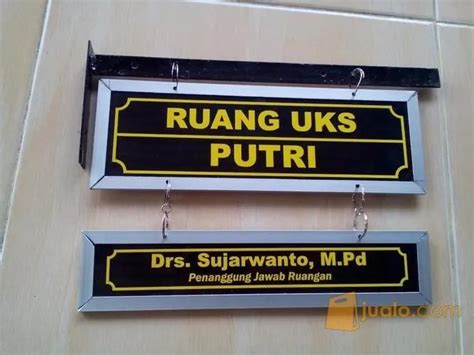 RUANG UKS
PUTRI
Drs. Sujarwanto, M.Pd
Penanggung Jawab Ruangan
jualo.com